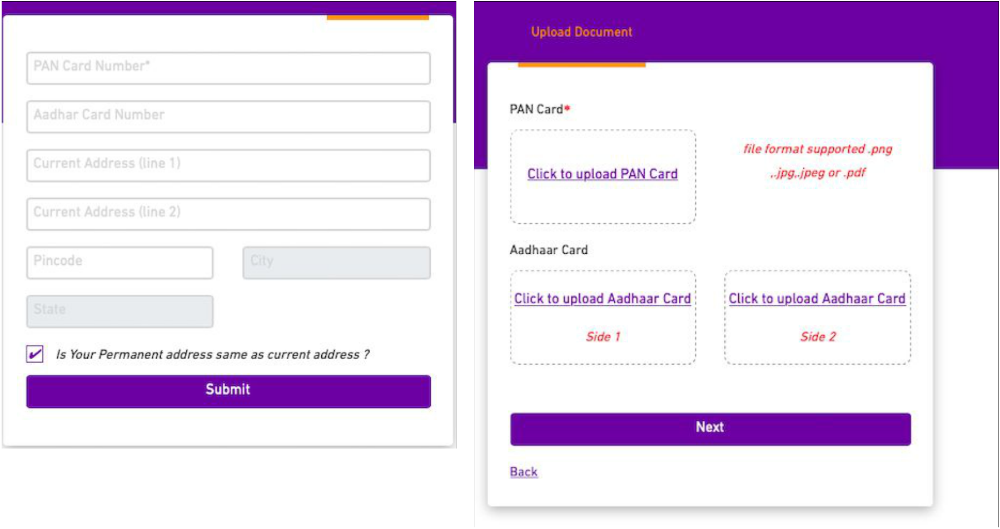 PAN Card Number*
Aadhar Card Number
Current Address (line 1)
Current Address (line 2)
Pincode
City
State
Is Your Permanent address same as current address ?
Submit
Upload Document
PAN Card*
Click to upload PAN Card
file format supported .png
,.jpg,.jpeg or .pdf
Aadhaar Card
Click to upload Aadhaar Card
Side 1
Click to upload Aadhaar Card
Side 2
Next
Back